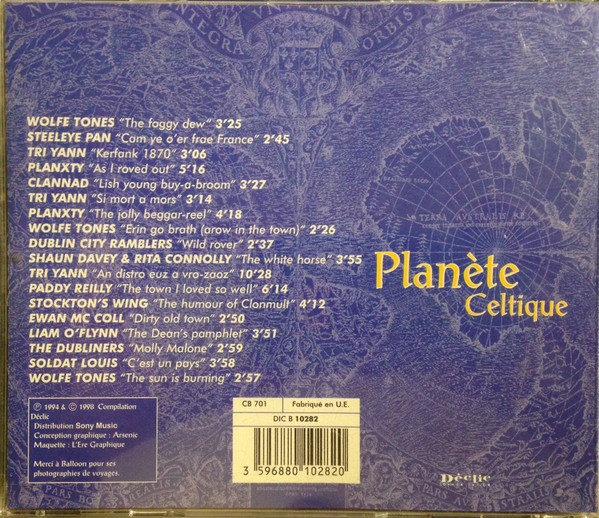 INTEGRA
ORBIS
WOLFE TONES “The foggy dew” 3’25
STEELEYE PAN “Cam ye o’er frae France” 2’45
TRI YANN “Kerfank 1870” 3’06
PLANXTY “As I roved out” 5’16
CLANNAD “Lish young buy-a-broom” 3’27
TRI YANN “Si mort a mors” 3’14
PLANXTY “The jolly beggar-reel” 4’18
WOLFE TONES “Erin go brath (arow in the town)” 2’26
DUBLIN CITY RAMBLERS “Wild rover” 2’37
SHAUN DAVEY & RITA CONNOLLY “The white horse” 3’55
TRI YANN “An distro euz a vro-zaoz” 10’28
PADDY REILLY “The town I loved so well” 6’14
STOCKTON’S WING “The humour of Clonmult” 4’12
EWAN MC COLL “Dirty old town” 2’50
LIAM O’FLYNN “The Dean’s pamphlet” 3’51
THE DUBLINERS “Molly Malone” 2’59
SOLDAT LOUIS “C’est un pays” 3’58
WOLFE TONES “The sun is burning” 2’57
TERRA AUSTRALIS
Planète
Celtique
℗ 1994 & © 1998 Compilation
Déclic
Distribution Sony Music
Conception graphique : Arsenic
Maquette : L'Ere Graphique
Merci à Balloon pour ses
photographies de voyages.
CB 701
Fabriqué en U.E.
DIC B 10282
3 596880 102820
Déclic